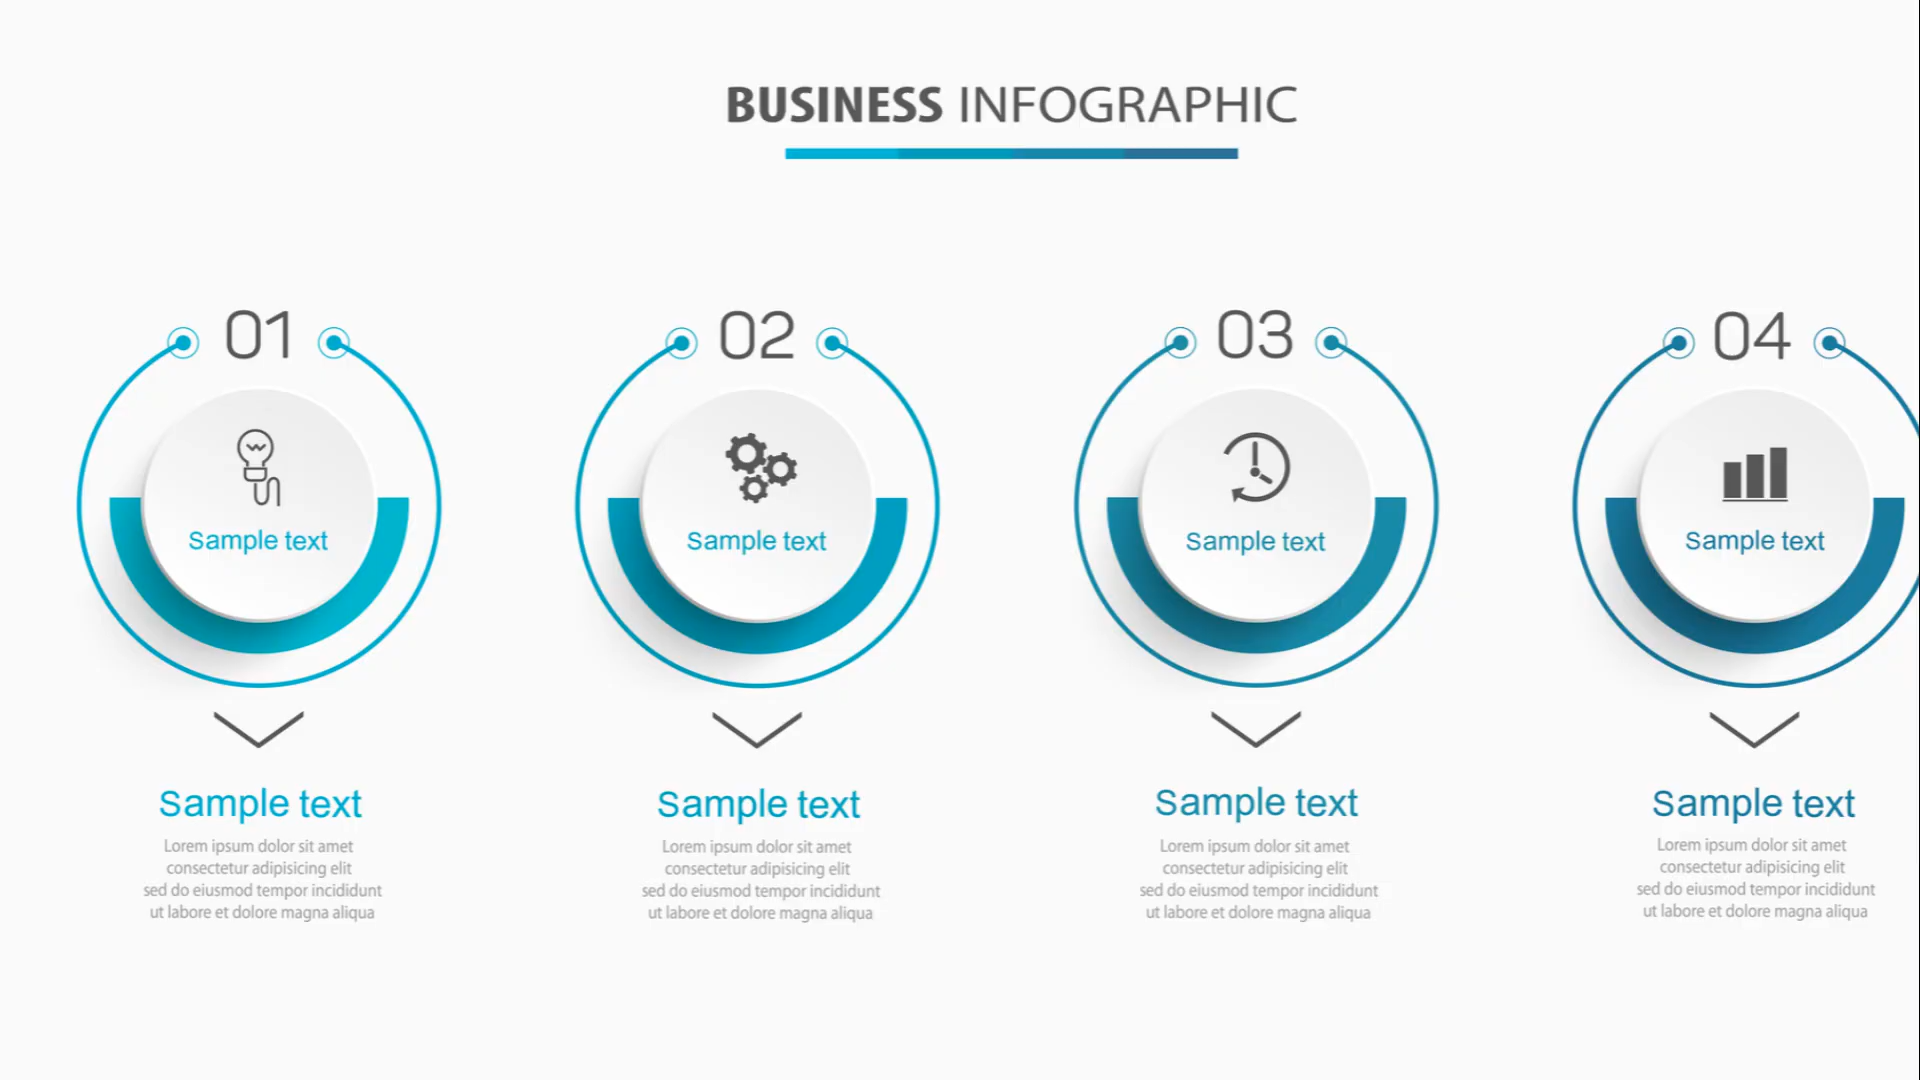 BUSINESS INFOGRAPHIC
01
Sample text
Sample text
Lorem ipsum dolor sit amet
consectetur adipisicing elit
sed do eiusmod tempor incididunt
ut labore et dolore magna aliqua
02
Sample text
Sample text
Lorem ipsum dolor sit amet
consectetur adipisicing elit
sed do eiusmod tempor incididunt
ut labore et dolore magna aliqua
03
Sample text
Sample text
Lorem ipsum dolor sit amet
consectetur adipisicing elit
sed do eiusmod tempor incididunt
ut labore et dolore magna aliqua
04
Sample text
Sample text
Lorem ipsum dolor sit amet
consectetur adipisicing elit
sed do eiusmod tempor incididunt
ut labore et dolore magna aliqua